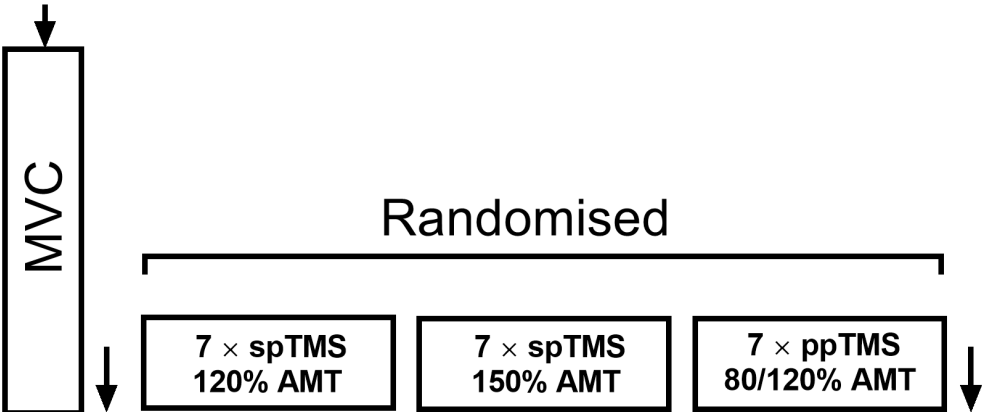 MVC
Randomised
7 × spTMS
120% AMT
7 × spTMS
150% AMT
7 × ppTMS
80/120% AMT